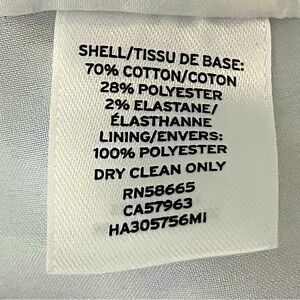 SHELL/TISSU DE BASE:
70% COTTON/COTON
28% POLYESTER
2% ELASTANE/
ÉLASTHANNE
LINING/ENVERS:
100% POLYESTER
DRY CLEAN ONLY
RN58665
CA57963
HA305756MI